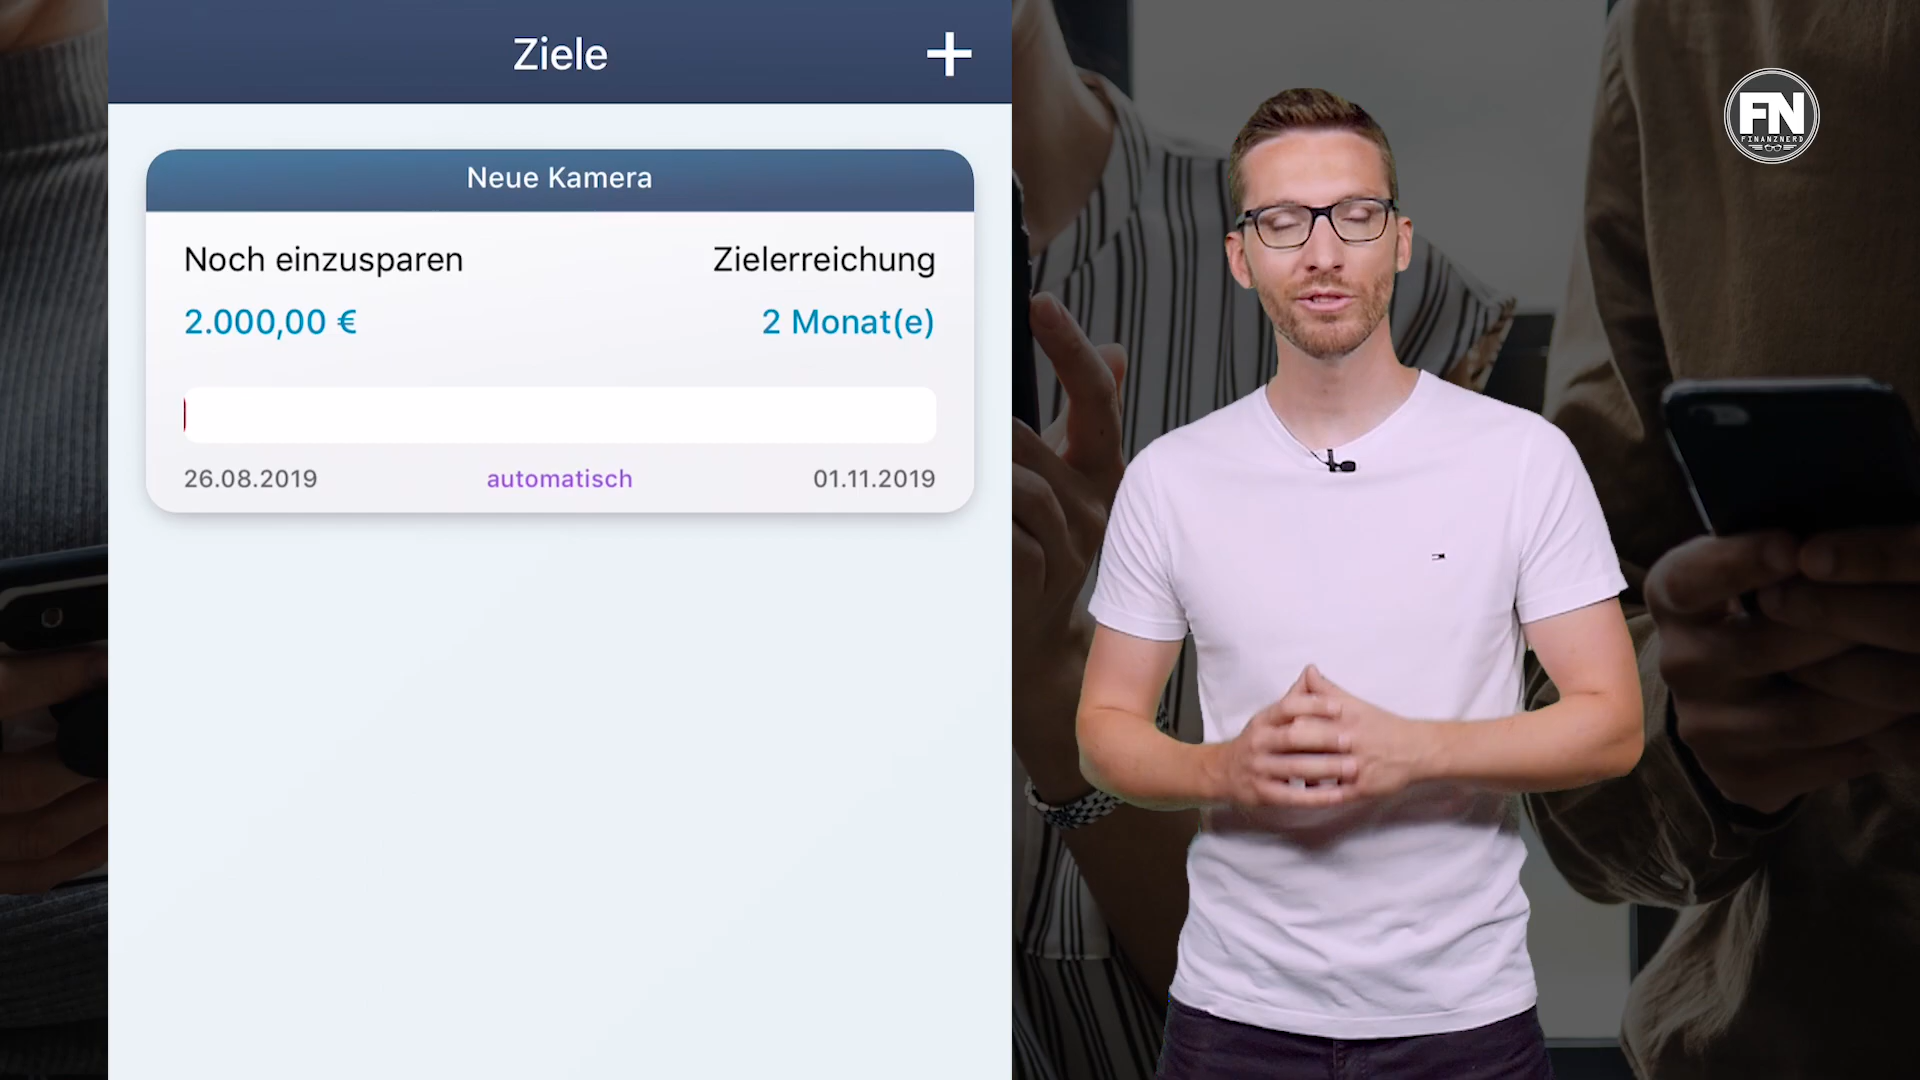 Ziele
Neue Kamera
Noch einzusparen
Zielerreichung
2.000,00 €
2 Monat(e)
26.08.2019
automatisch
01.11.2019
FN
FINANZNERD